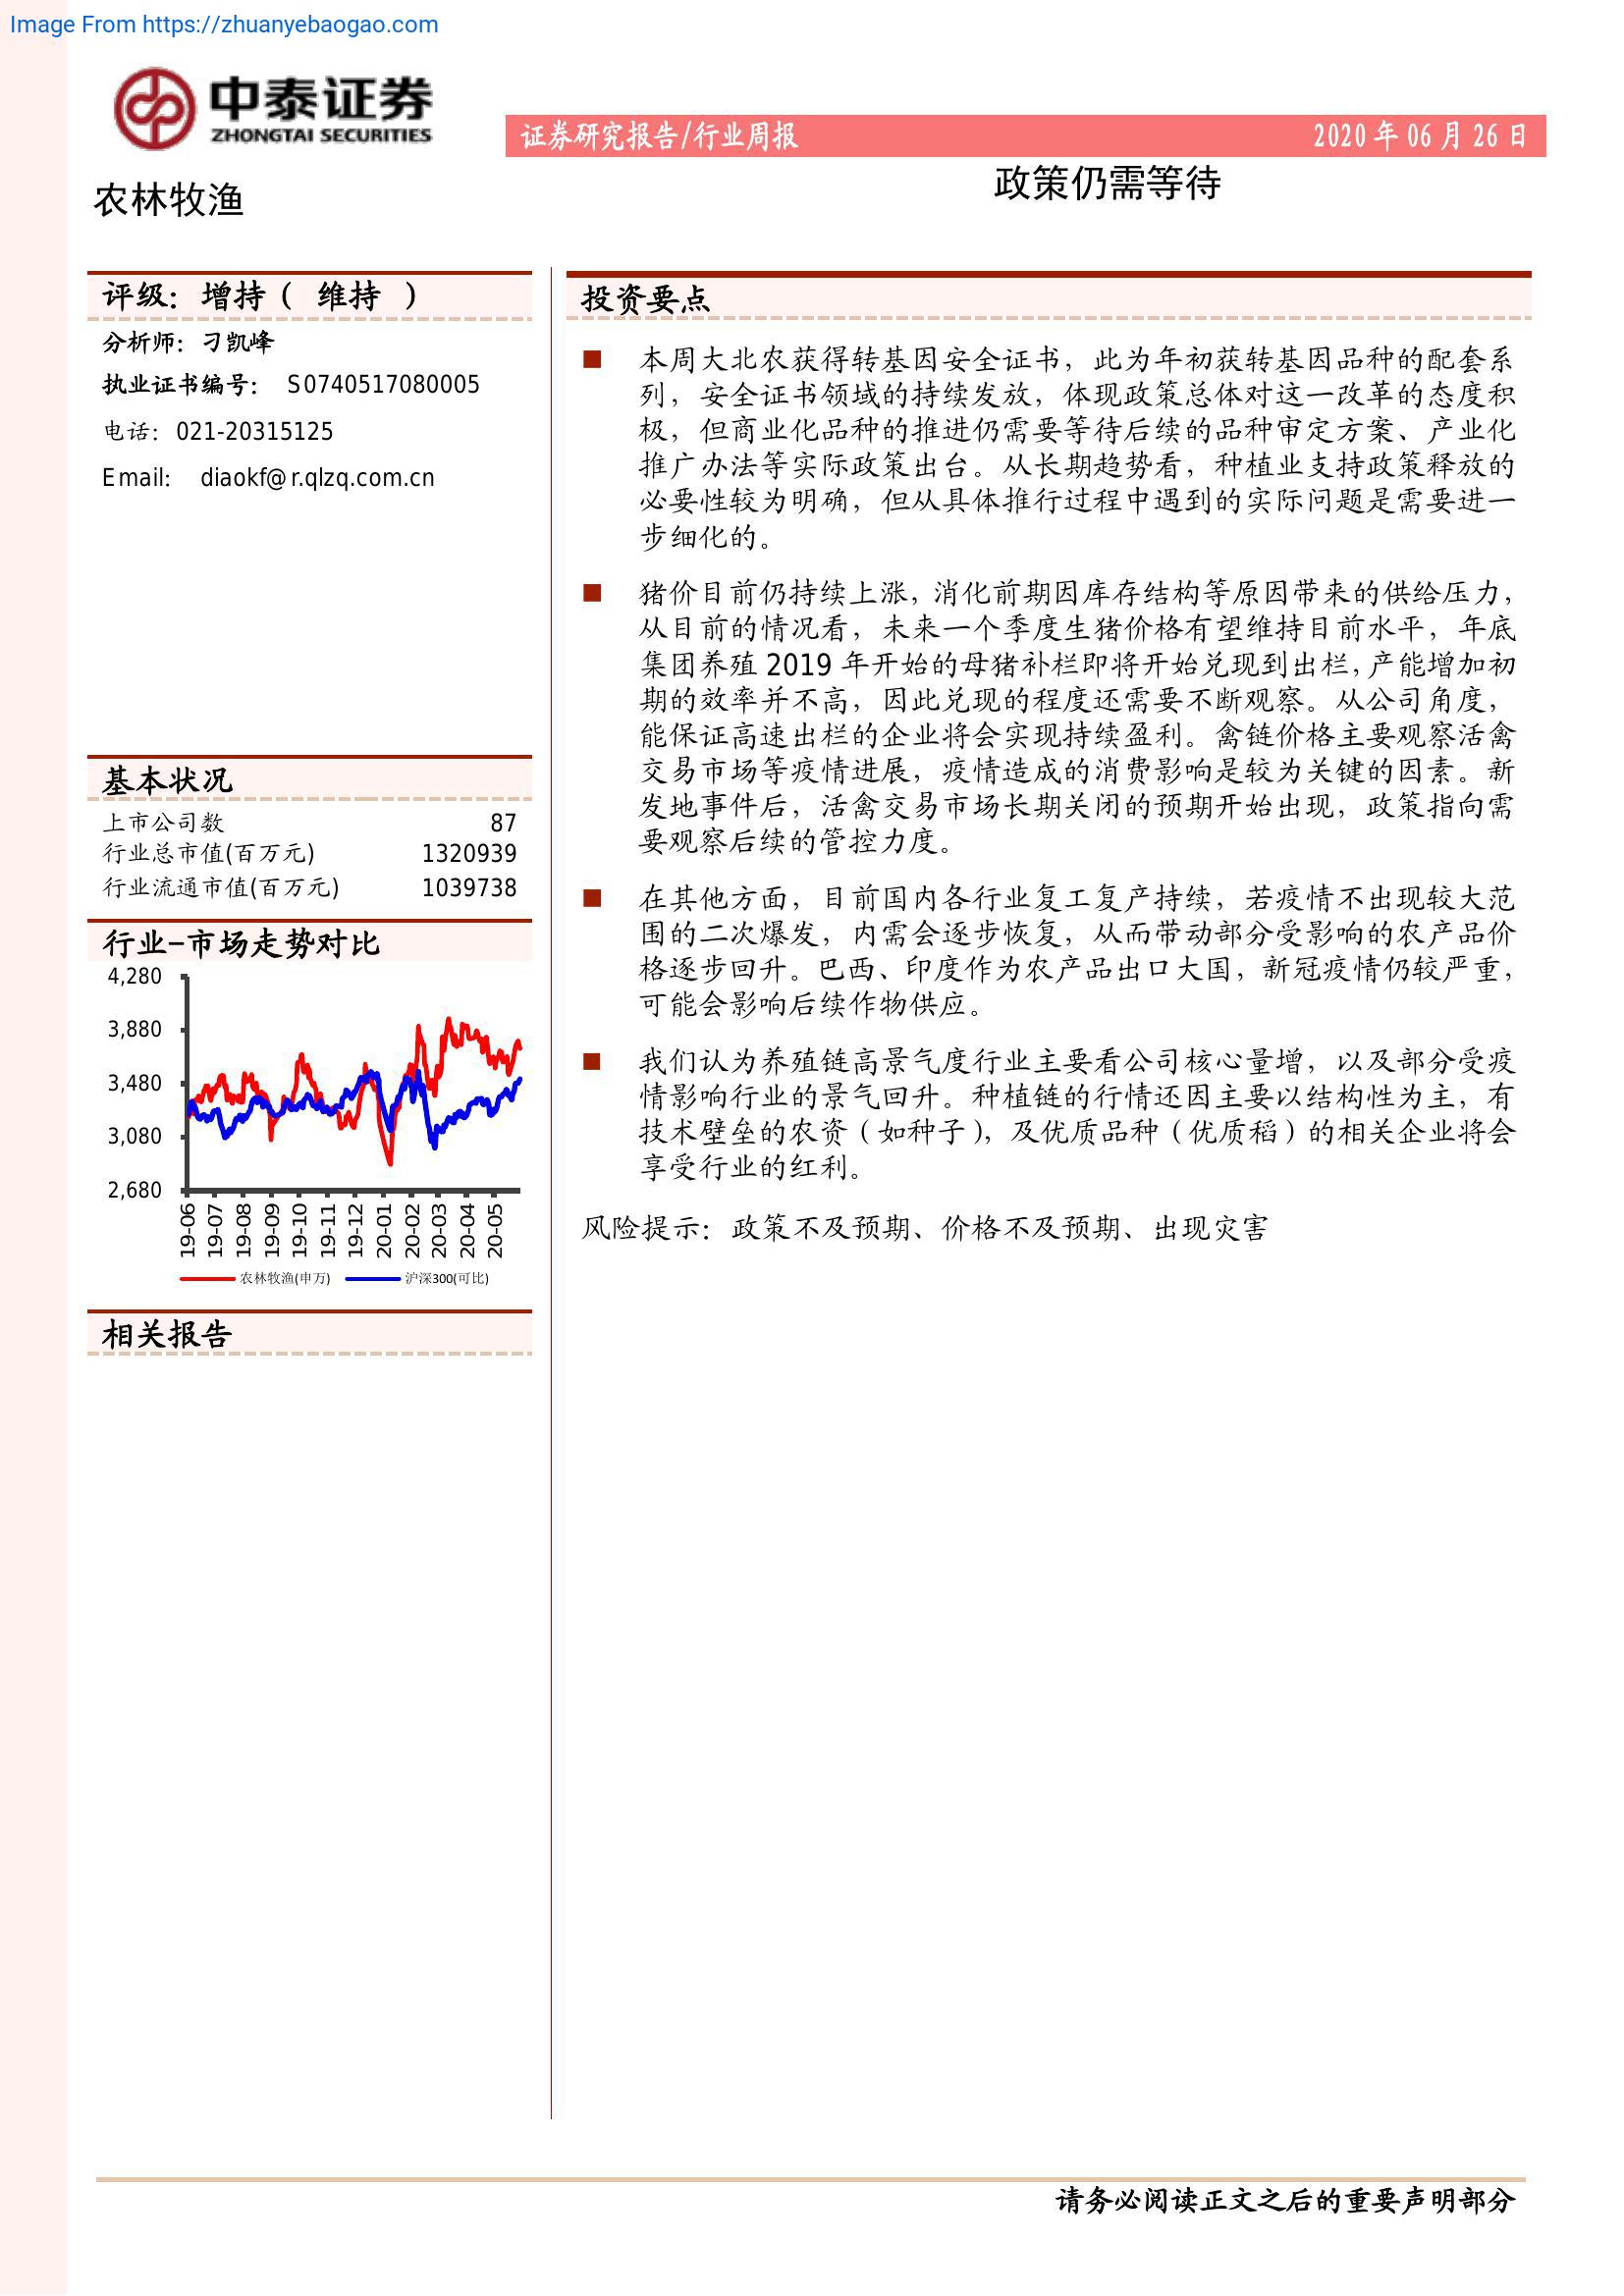 Image From https://zhuanyebaogao.com
中泰证券
ZHONGTAI SECURITIES
证券研究报告/行业周报 2020 年 06 月 26 日
农林牧渔
政策仍需等待
评级：增持（ 维持 ）
分析师：刁凯峰
执业证书编号： S0740517080005
电话：021-20315125
Email: diaokf@r.qlzq.com.cn
基本状况
上市公司数 87
行业总市值(百万元) 1320939
行业流通市值(百万元) 1039738
行业-市场走势对比
4,280
3,880
3,480
3,080
2,680
19-06
19-07
19-08
19-09
19-10
19-11
19-12
20-01
20-02
20-03
20-04
20-05
农林牧渔(申万) 沪深300(可比)
相关报告
投资要点
■ 本周大北农获得转基因安全证书，此为年初获转基因品种的配套系
列，安全证书领域的持续发放，体现政策总体对这一改革的态度积
极，但商业化品种的推进仍需要等待后续的品种审定方案、产业化
推广办法等实际政策出台。从长期趋势看，种植业支持政策释放的
必要性较为明确，但从具体推行过程中遇到的实际问题是需要进一
步细化的。
■ 猪价目前仍持续上涨，消化前期因库存结构等原因带来的供给压力，
从目前的情况看，未来一个季度生猪价格有望维持目前水平，年底
集团养殖 2019 年开始的母猪补栏即将开始兑现到出栏，产能增加初
期的效率并不高，因此兑现的程度还需要不断观察。从公司角度，
能保证高速出栏的企业将会实现持续盈利。禽链价格主要观察活禽
交易市场等疫情进展，疫情造成的消费影响是较为关键的因素。新
发地事件后，活禽交易市场长期关闭的预期开始出现，政策指向需
要观察后续的管控力度。
■ 在其他方面，目前国内各行业复工复产持续，若疫情不出现较大范
围的二次爆发，内需会逐步恢复，从而带动部分受影响的农产品价
格逐步回升。巴西、印度作为农产品出口大国，新冠疫情仍较严重，
可能会影响后续作物供应。
■ 我们认为养殖链高景气度行业主要看公司核心量增，以及部分受疫
情影响行业的景气回升。种植链的行情还因主要以结构性为主，有
技术壁垒的农资（如种子），及优质品种（优质稻）的相关企业将会
享受行业的红利。
风险提示：政策不及预期、价格不及预期、出现灾害
请务必阅读正文之后的重要声明部分